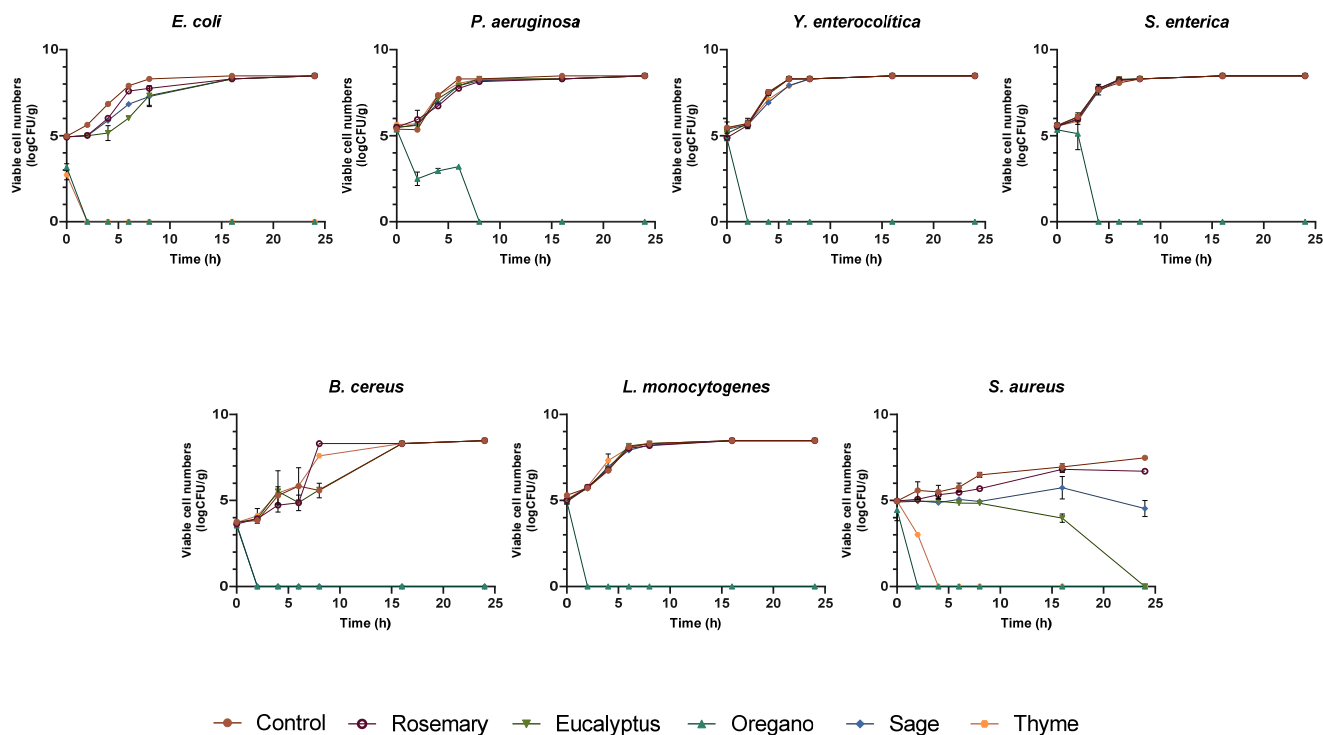 E. coli
P. aeruginosa
Y. enterocolítica
S. enterica
Viable cell numbers
(logCFU/g)
10
5
0
0 5 10 15 20 25
Time (h)
Viable cell numbers
(logCFU/g)
10
5
0
0 5 10 15 20 25
Time (h)
Viable cell numbers
(logCFU/g)
10
5
0
0 5 10 15 20 25
Time (h)
Viable cell numbers
(logCFU/g)
10
5
0
0 5 10 15 20 25
Time (h)
B. cereus
L. monocytogenes
S. aureus
Viable cell numbers
(logCFU/g)
10
5
0
0 5 10 15 20 25
Time (h)
Viable cell numbers
(logCFU/g)
10
5
0
0 5 10 15 20 25
Time (h)
Viable cell numbers
(logCFU/g)
10
5
0
0 5 10 15 20 25
Time (h)
Control Rosemary Eucalyptus Oregano Sage Thyme